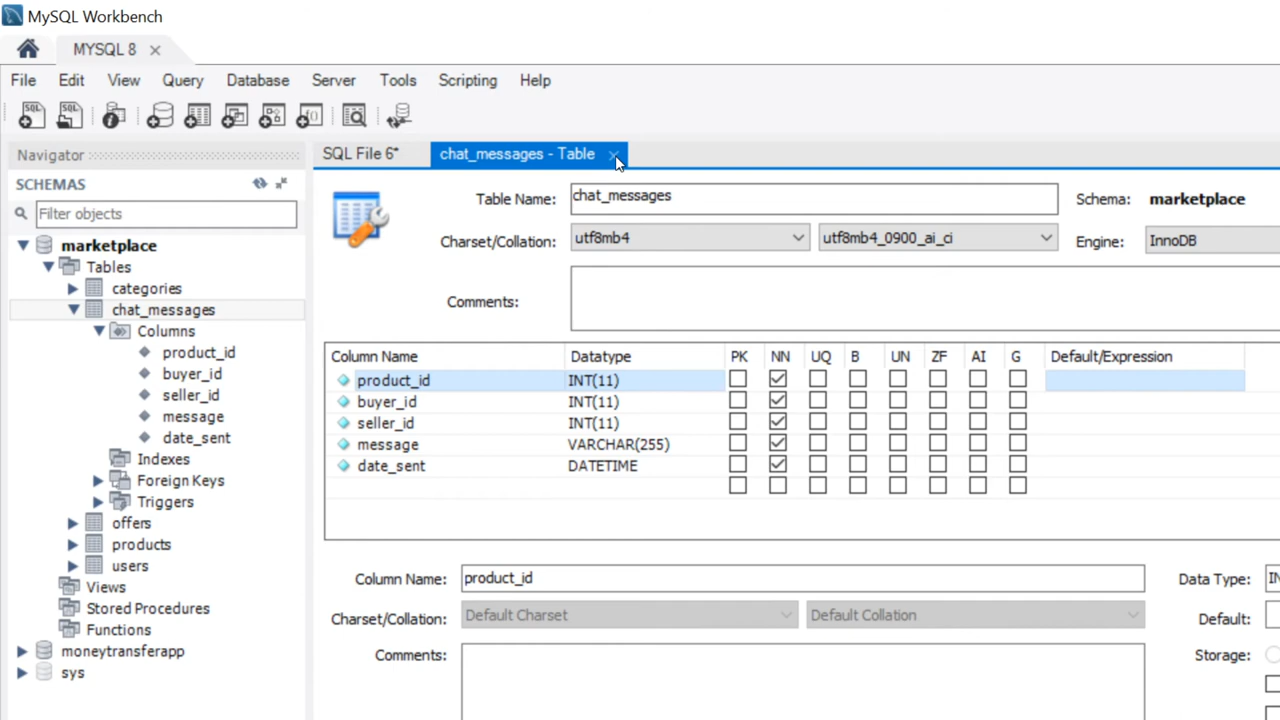 MySQL Workbench
MYSQL 8
File Edit View Query Database Server Tools Scripting Help
Navigator
SCHEMAS
Filter objects
marketplace
Tables
categories
chat_messages
Columns
product_id
buyer_id
seller_id
message
date_sent
Indexes
Foreign Keys
Triggers
offers
products
users
Views
Stored Procedures
Functions
moneytransferapp
sys
SQL File 6* chat_messages - Table
Table Name: chat_messages Schema: marketplace
Charset/Collation: utf8mb4 utf8mb4_0900_ai_ci Engine: InnoDB
Comments:
Column Name Datatype PK NN UQ B UN ZF AI G Default/Expression
product_id INT(11)
buyer_id INT(11)
seller_id INT(11)
message VARCHAR(255)
date_sent DATETIME
Column Name: product_id Data Type: IN
Charset/Collation: Default Charset Default Collation Default:
Comments: Storage: